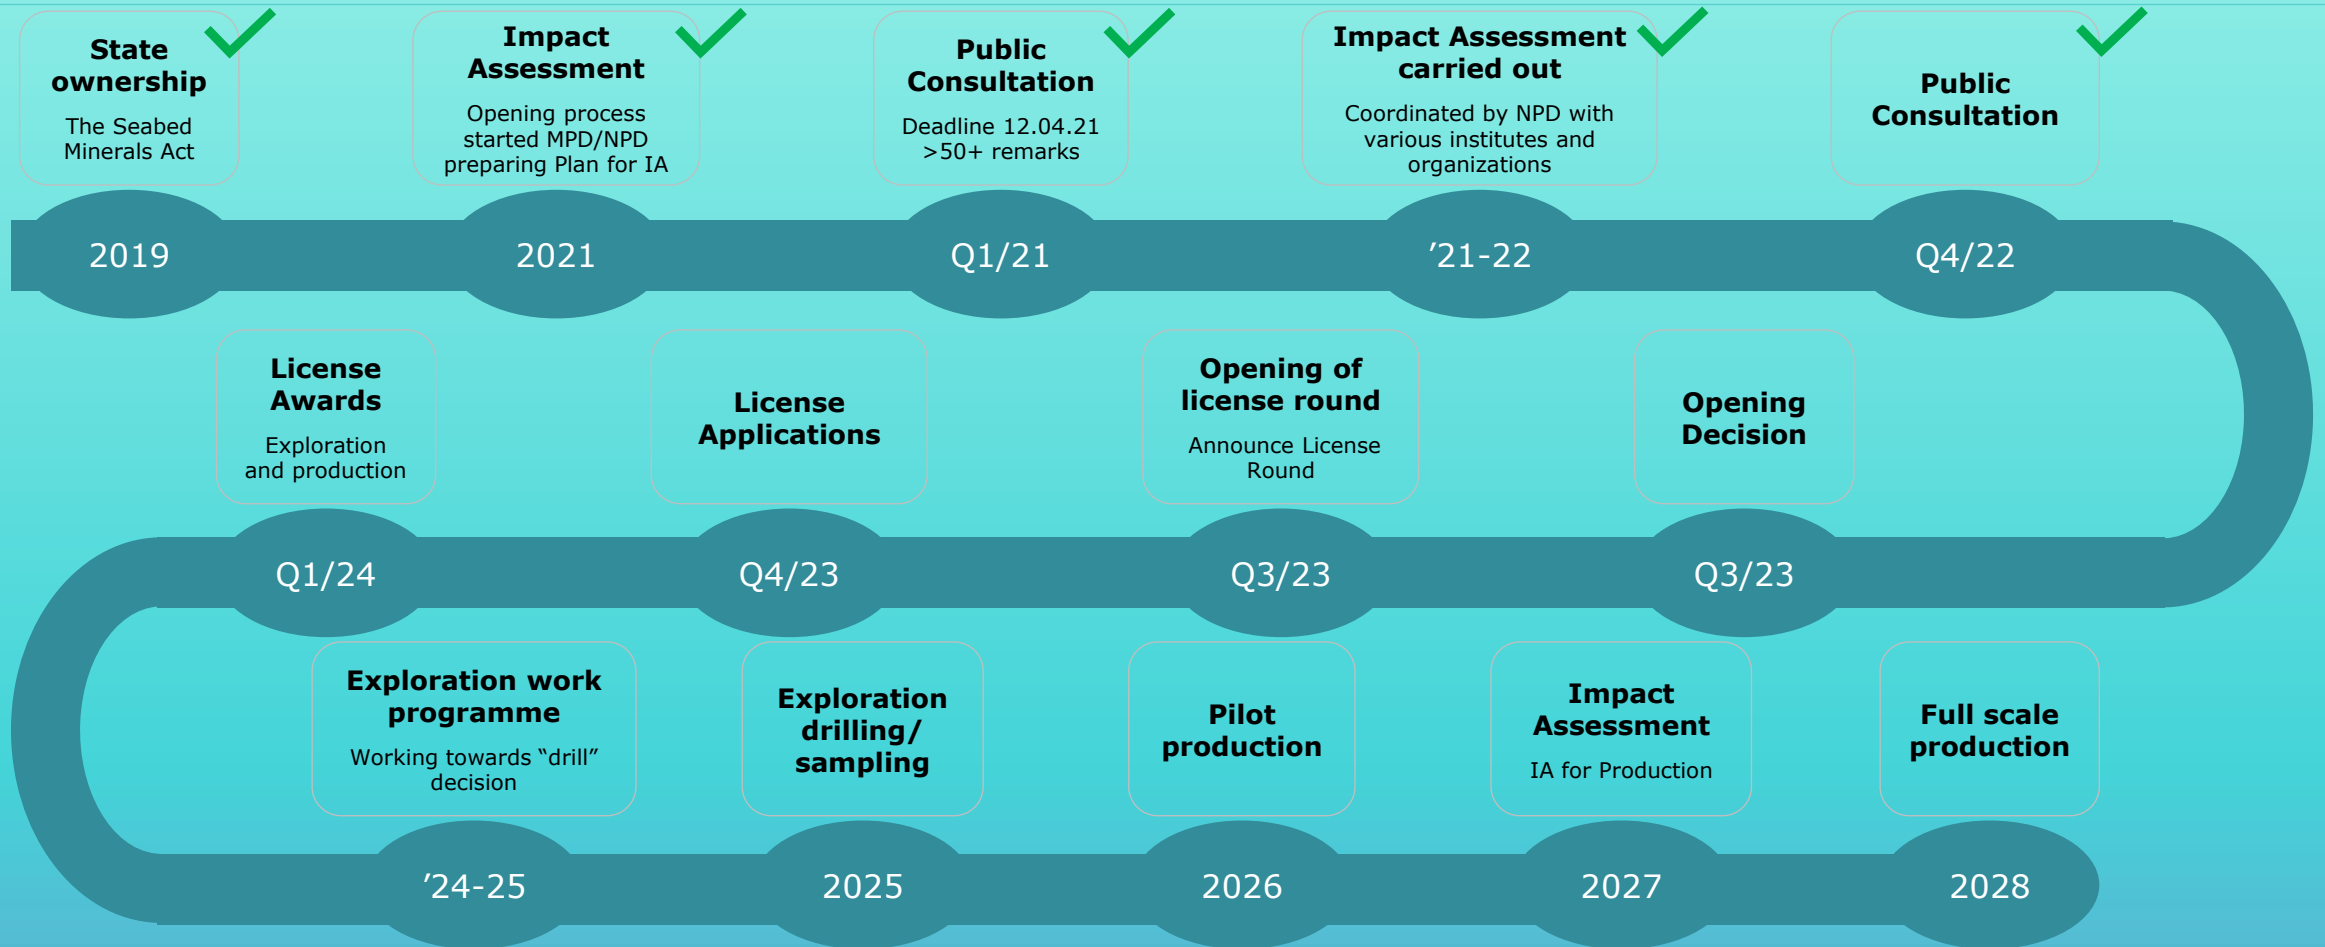 State
ownership
The Seabed
Minerals Act
2019
Impact
Assessment
Opening process
started MPD/NPD
preparing Plan for IA
2021
Public
Consultation
Deadline 12.04.21
>50+ remarks
Q1/21
Impact Assessment
carried out
Coordinated by NPD with
various institutes and
organizations
’21-22
Public
Consultation
Q4/22
Opening
Decision
Q3/23
Opening of
license round
Announce License
Round
Q3/23
License
Applications
Q4/23
License
Awards
Exploration
and production
Q1/24
Exploration work
programme
Working towards “drill”
decision
’24-25
Exploration
drilling/
sampling
2025
Pilot
production
2026
Impact
Assessment
IA for Production
2027
Full scale
production
2028